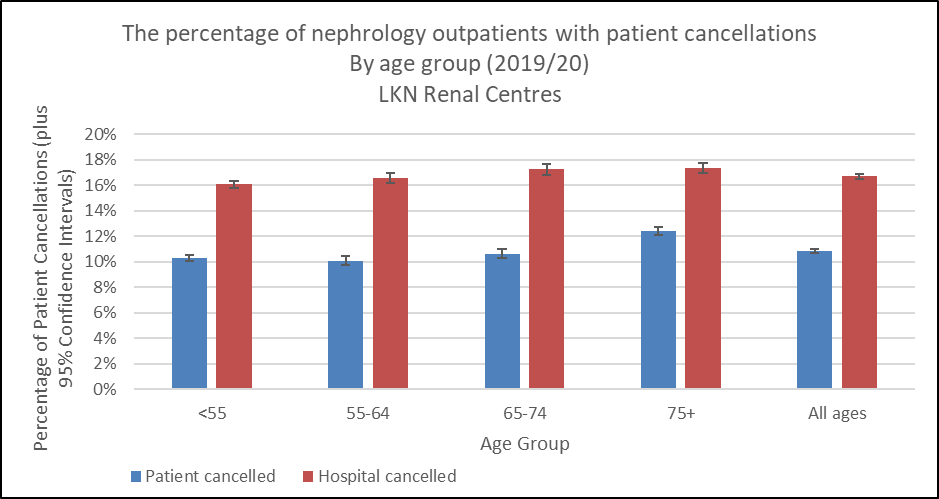 The percentage of nephrology outpatients with patient cancellations
By age group (2019/20)
LKN Renal Centres
Percentage of Patient Cancellations (plus
95% Confidence Intervals)
20%
18%
16%
14%
12%
10%
8%
6%
4%
2%
0%
<55 55-64 65-74 75+ All ages
Age Group
Patient cancelled Hospital cancelled